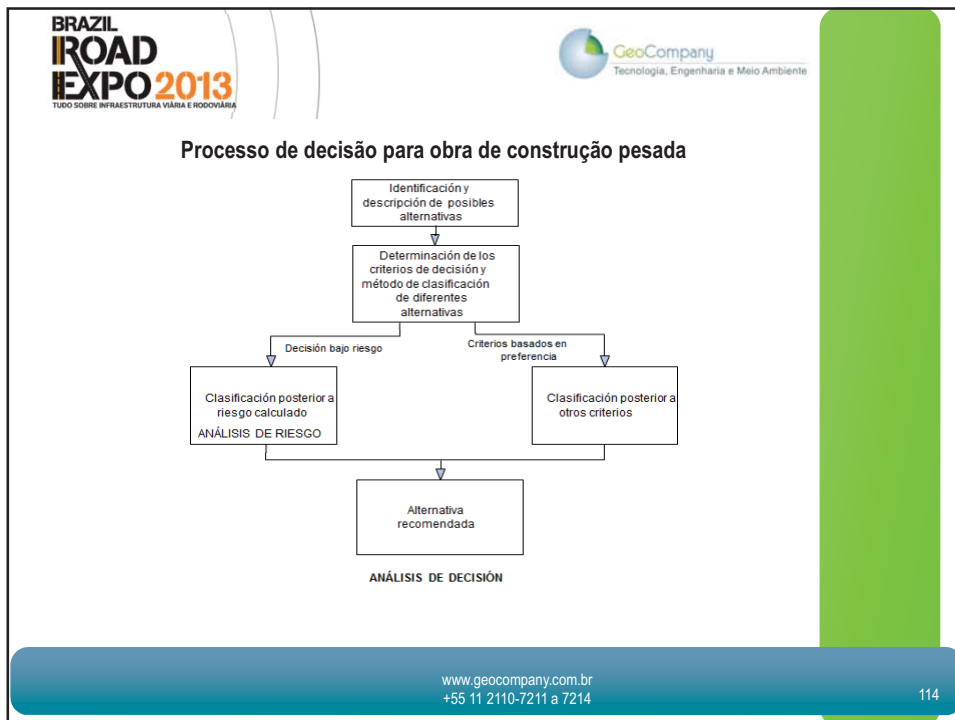 BRAZIL
ROAD
EXPO 2013
TUDO SOBRE INFRAESTRUTURA VIÁRIA E RODOVIÁRIA
GeoCompany
Tecnologia, Engenharia e Meio Ambiente
Processo de decisão para obra de construção pesada
Identificación y
descripción de posibles
alternativas
Determinación de los
criterios de decisión y
método de clasificación
de diferentes
alternativas
Decisión bajo riesgo
Criterios basados en
preferencia
Clasificación posterior a
riesgo calculado
ANÁLISIS DE RIESGO
Clasificación posterior a
otros criterios
Alternativa
recomendada
ANÁLISIS DE DECISIÓN
www.geocompany.com.br
+55 11 2110-7211 a 7214
114